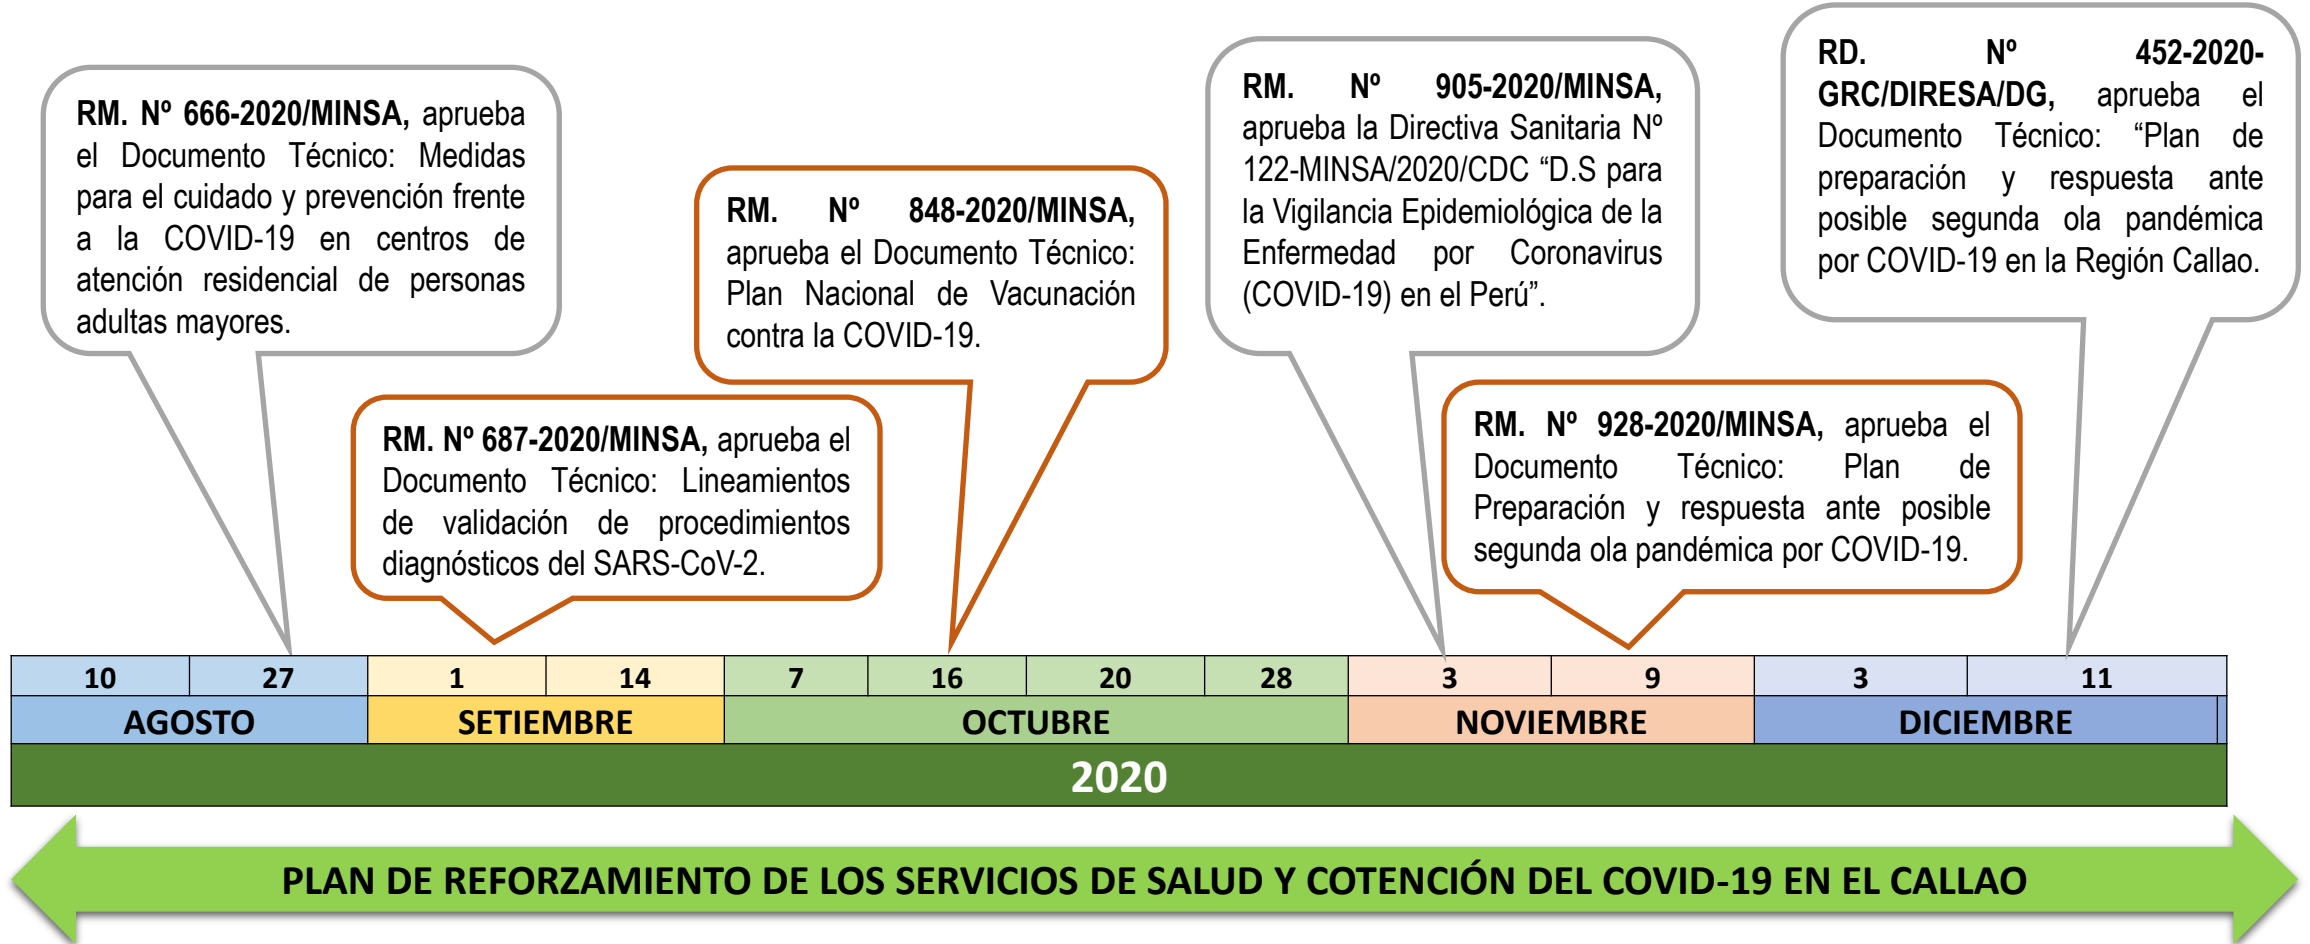 RM. Nº 666-2020/MINSA, aprueba
el Documento Técnico: Medidas
para el cuidado y prevención frente
a la COVID-19 en centros de
atención residencial de personas
adultas mayores.
RM. Nº 687-2020/MINSA, aprueba el
Documento Técnico: Lineamientos
de validación de procedimientos
diagnósticos del SARS-CoV-2.
RM. Nº 848-2020/MINSA,
aprueba el Documento Técnico:
Plan Nacional de Vacunación
contra la COVID-19.
RM. Nº 905-2020/MINSA,
aprueba la Directiva Sanitaria Nº
122-MINSA/2020/CDC “D.S para
la Vigilancia Epidemiológica de la
Enfermedad por Coronavirus
(COVID-19) en el Perú”.
RM. Nº 928-2020/MINSA, aprueba el
Documento Técnico: Plan de
Preparación y respuesta ante posible
segunda ola pandémica por COVID-19.
RD. Nº 452-2020-
GRC/DIRESA/DG, aprueba el
Documento Técnico: “Plan de
preparación y respuesta ante
posible segunda ola pandémica
por COVID-19 en la Región Callao.
10 27 1 14 7 16 20 28 3 9 3 11
AGOSTO SETIEMBRE OCTUBRE NOVIEMBRE DICIEMBRE
2020
PLAN DE REFORZAMIENTO DE LOS SERVICIOS DE SALUD Y COTENCIÓN DEL COVID-19 EN EL CALLAO